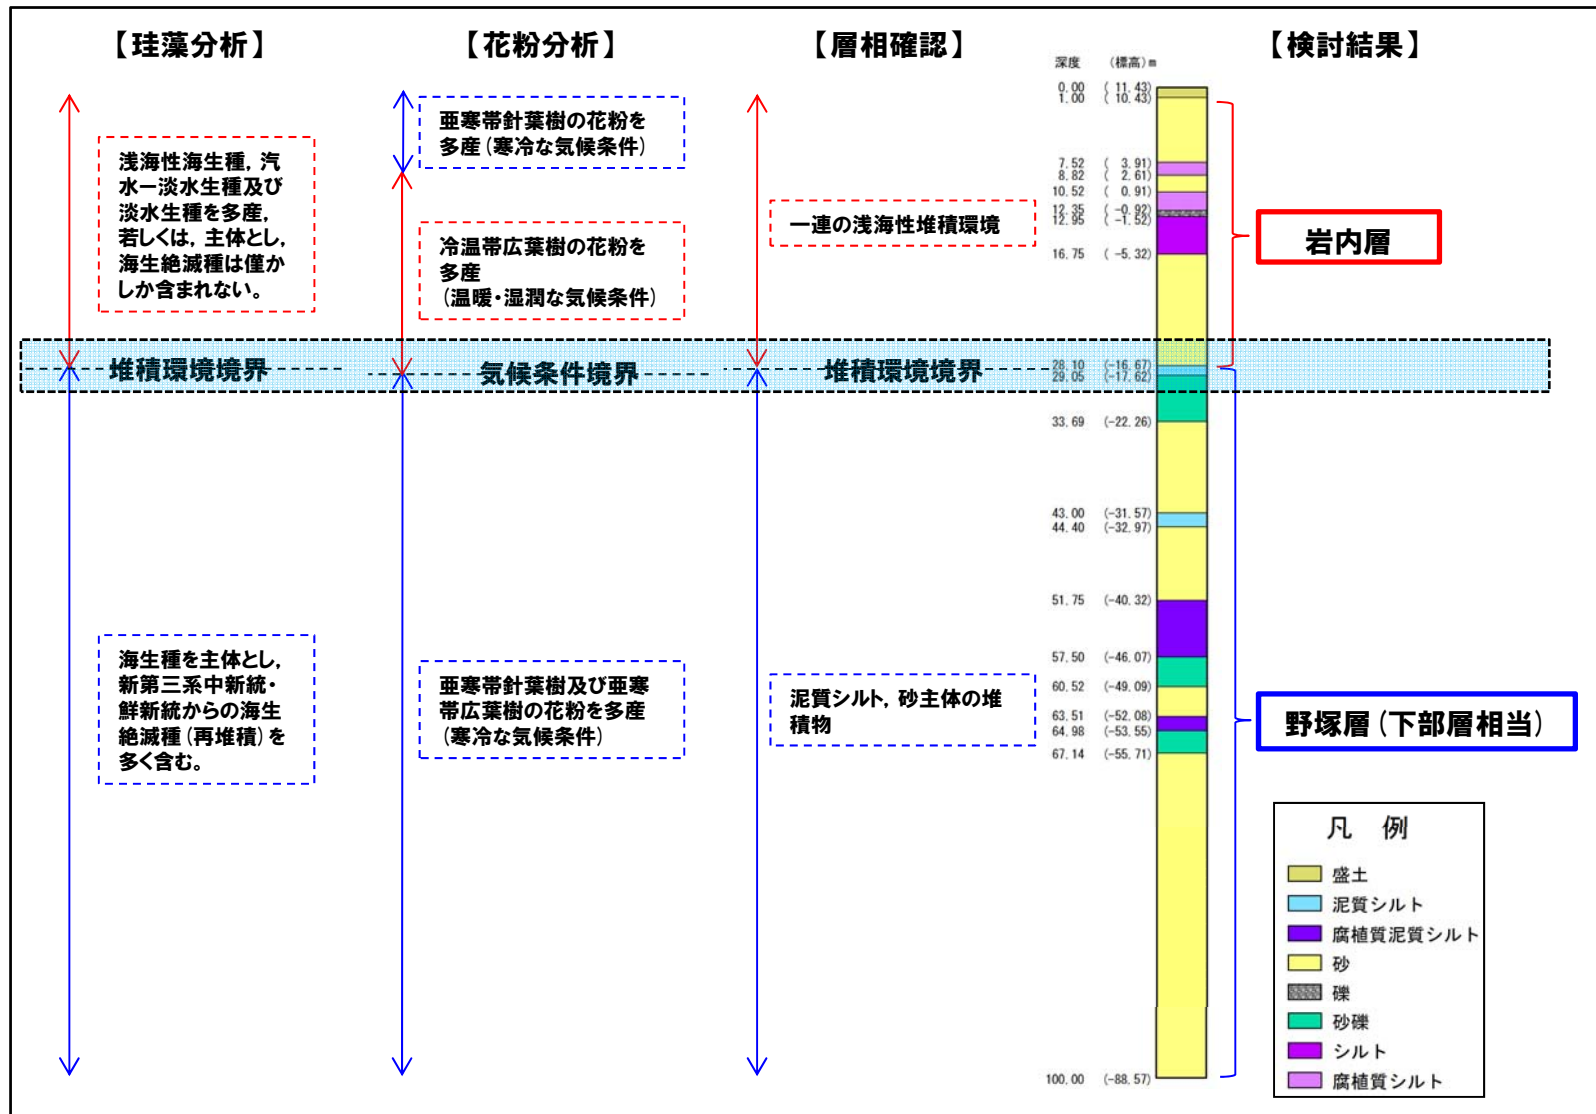 【珪藻分析】
【花粉分析】
【層相確認】
【検討結果】
浅海性海生種，汽
水－淡水生種及び
淡水生種を多産，
若しくは，主体とし，
海生絶滅種は僅か
しか含まれない。
亜寒帯針葉樹の花粉を
多産(寒冷な気候条件)
冷温帯広葉樹の花粉を
多産
(温暖・湿潤な気候条件)
一連の浅海性堆積環境
堆積環境境界
気候条件境界
堆積環境境界
海生種を主体とし，
新第三系中新統・
鮮新統からの海生
絶滅種(再堆積)を
多く含む。
亜寒帯針葉樹及び亜寒
帯広葉樹の花粉を多産
(寒冷な気候条件)
泥質シルト，砂主体の堆
積物
深度 (標高)m
0.00 ( 11.43)
1.00 ( 10.43)
7.52 ( 3.91)
8.82 ( 2.61)
10.52 ( 0.91)
12.35 ( -0.92)
12.95 ( -1.52)
16.75 ( -5.32)
28.10 (-16.67)
29.05 (-17.62)
33.69 (-22.26)
43.00 (-31.57)
44.40 (-32.97)
51.75 (-40.32)
57.50 (-46.07)
60.52 (-49.09)
63.51 (-52.08)
64.98 (-53.55)
67.14 (-55.71)
100.00 (-88.57)
岩内層
野塚層(下部層相当)
凡 例
盛土
泥質シルト
腐植質泥質シルト
砂
礫
砂礫
シルト
腐植質シルト